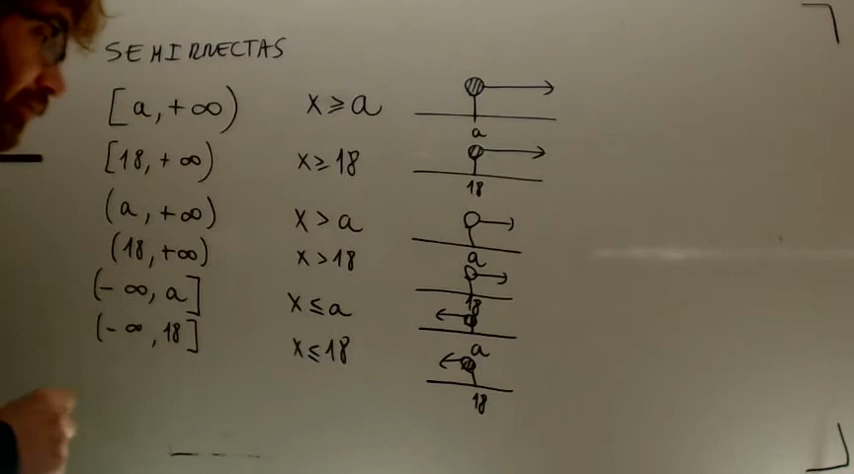 SEMIRRECTAS
[a, +∞) x ≥ a a
[18, +∞) x ≥ 18 18
(a, +∞) x > a a
(18, +∞) x > 18 18
(-∞, a] x ≤ a a
(-∞, 18] x ≤ 18 18